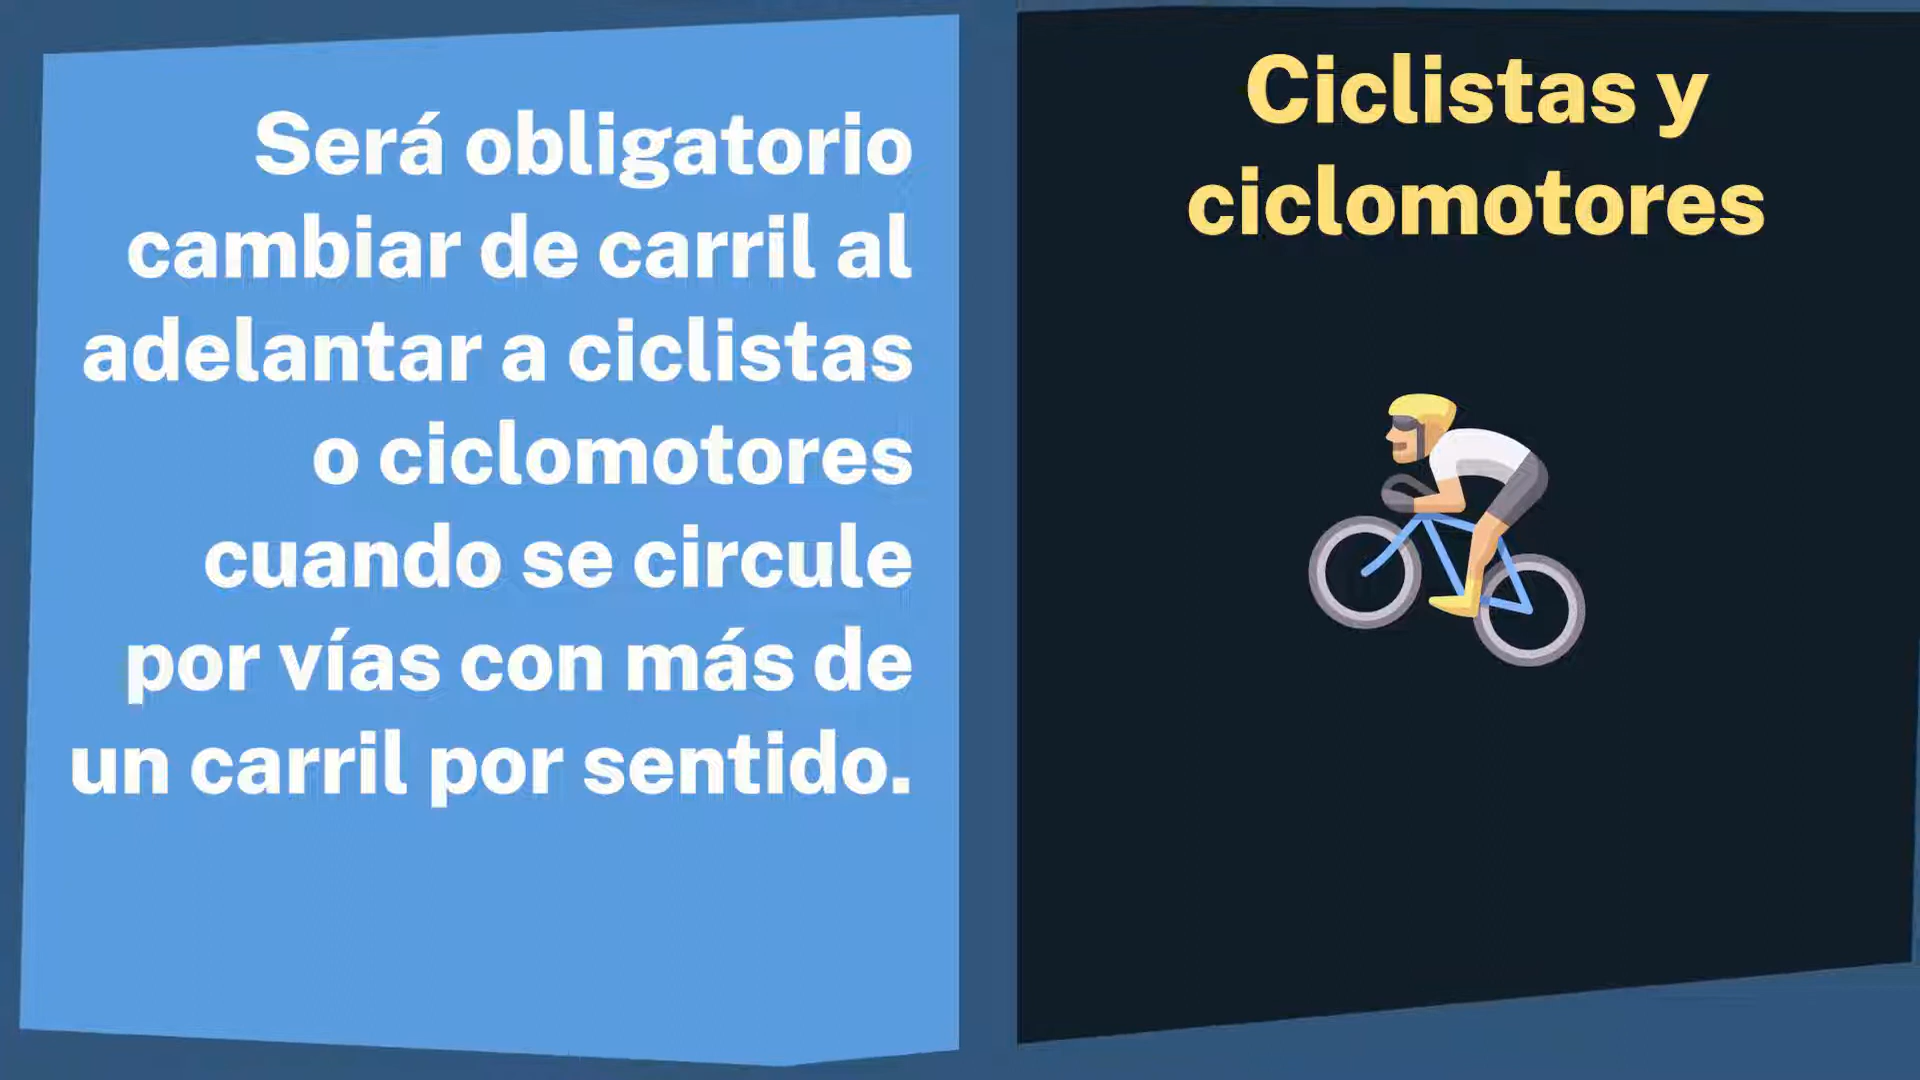 Será obligatorio
cambiar de carril al
adelantar a ciclistas
o ciclomotores
cuando se circule
por vías con más de
un carril por sentido.
Ciclistas y
ciclomotores